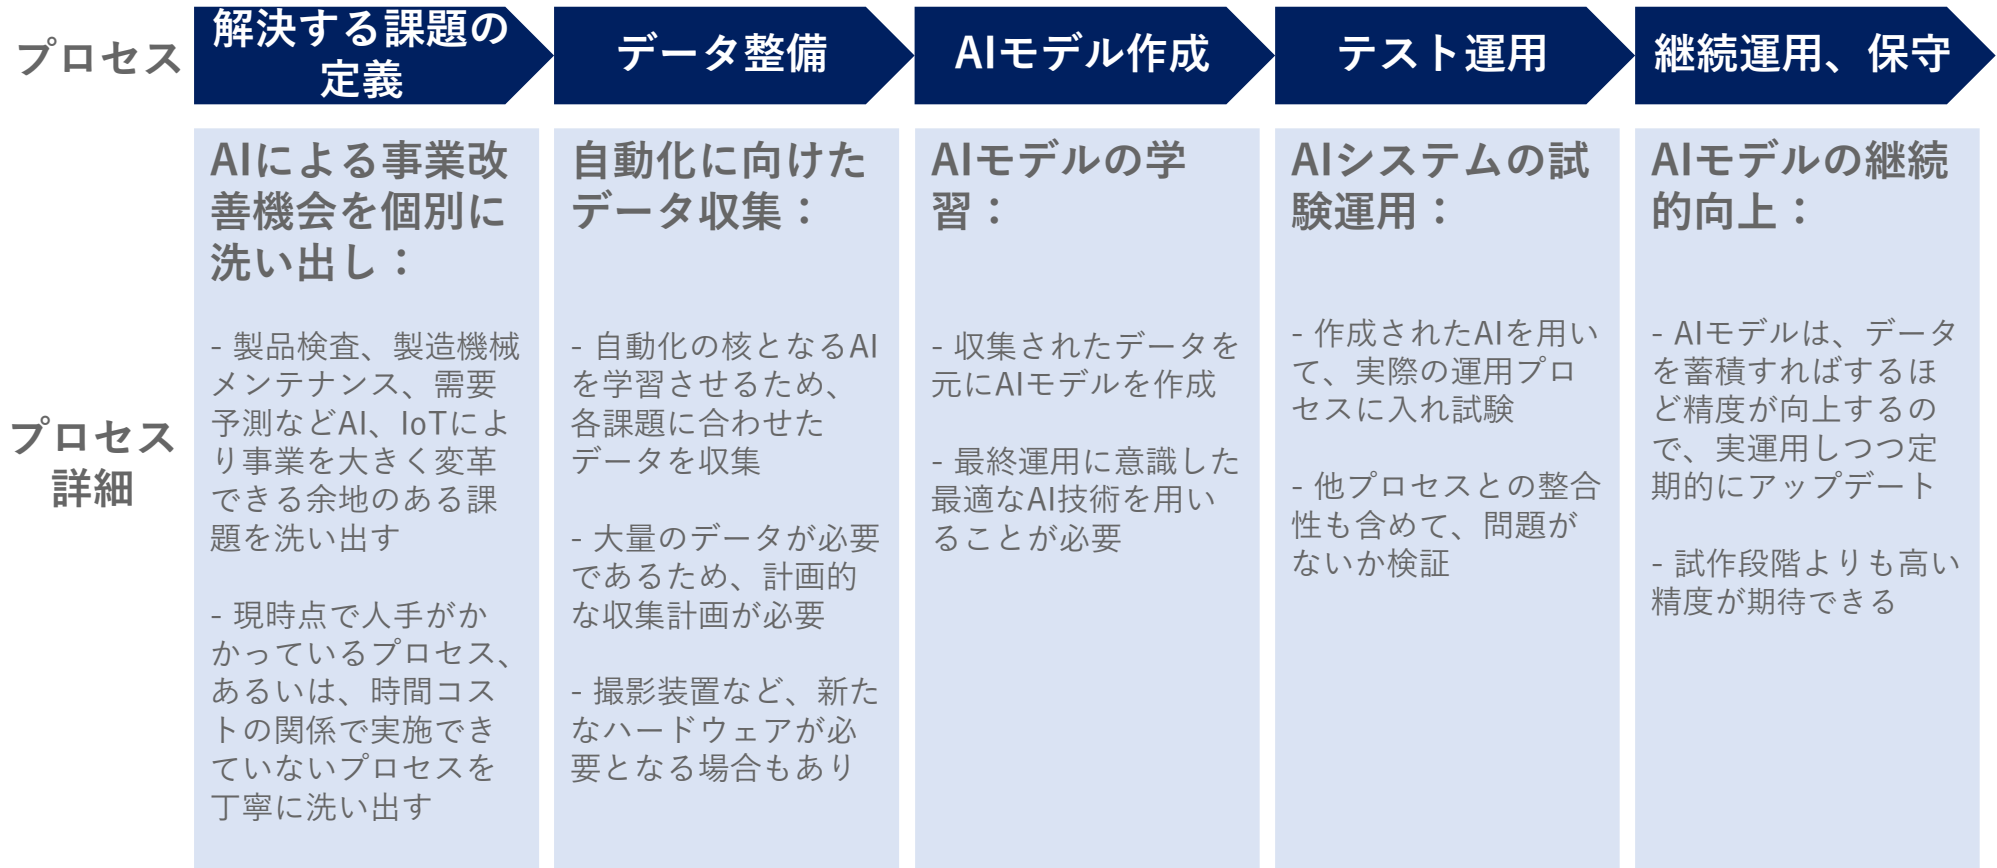 プロセス
解決する課題の
定義
データ整備
AIモデル作成
テスト運用
継続運用、保守
プロセス
詳細
AIによる事業改
善機会を個別に
洗い出し：
- 製品検査、製造機械
メンテナンス、需要
予測などAI、IoTによ
り事業を大きく変革
できる余地のある課
題を洗い出す
- 現時点で人手がか
かっているプロセス、
あるいは、時間コス
トの関係で実施でき
ていないプロセスを
丁寧に洗い出す
自動化に向けた
データ収集：
- 自動化の核となるAI
を学習させるため、
各課題に合わせた
データを収集
- 大量のデータが必要
であるため、計画的
な収集計画が必要
- 撮影装置など、新た
なハードウェアが必
要となる場合もあり
AIモデルの学
習：
- 収集されたデータを
元にAIモデルを作成
- 最終運用に意識した
最適なAI技術を用い
ることが必要
AIシステムの試
験運用：
- 作成されたAIを用い
て、実際の運用プロ
セスに入れ試験
- 他プロセスとの整合
性も含めて、問題が
ないか検証
AIモデルの継続
的向上：
- AIモデルは、データ
を蓄積すればするほ
ど精度が向上するの
で、実運用しつつ定
期的にアップデート
- 試作段階よりも高い
精度が期待できる